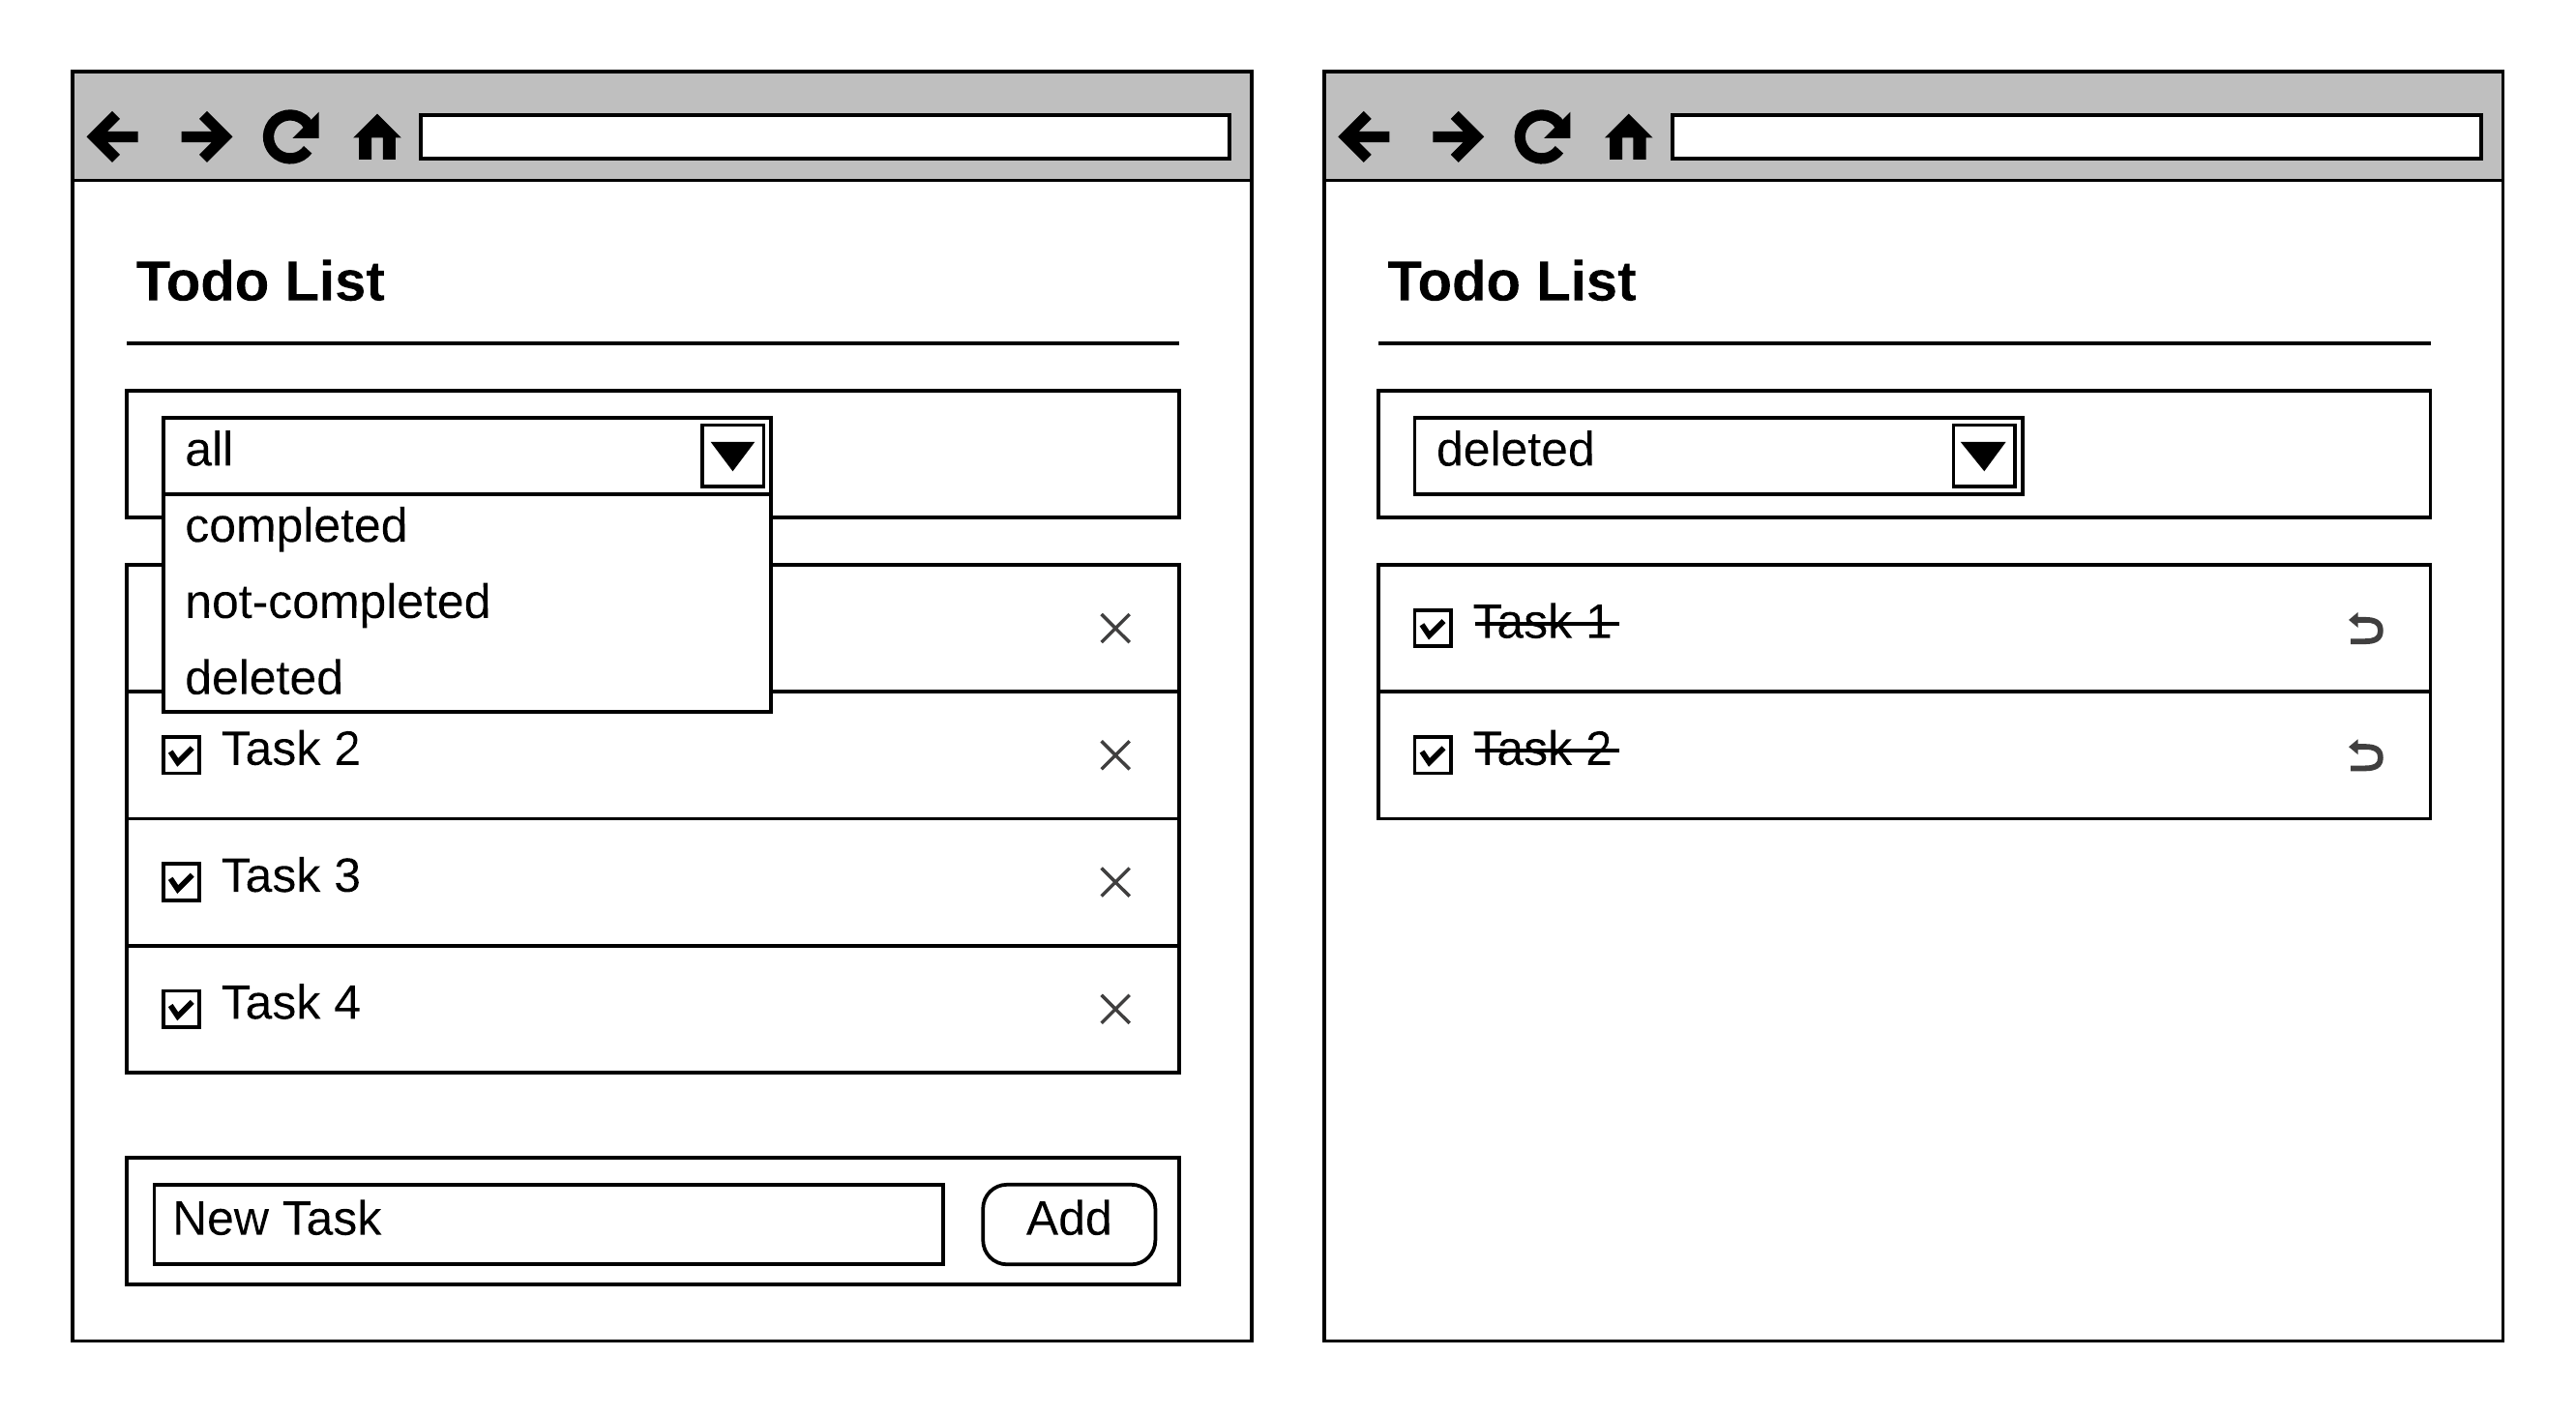 Todo List
all
completed
not-completed
deleted
Task 2
Task 3
Task 4
New Task
Add
Todo List
deleted
Task 1
Task 2